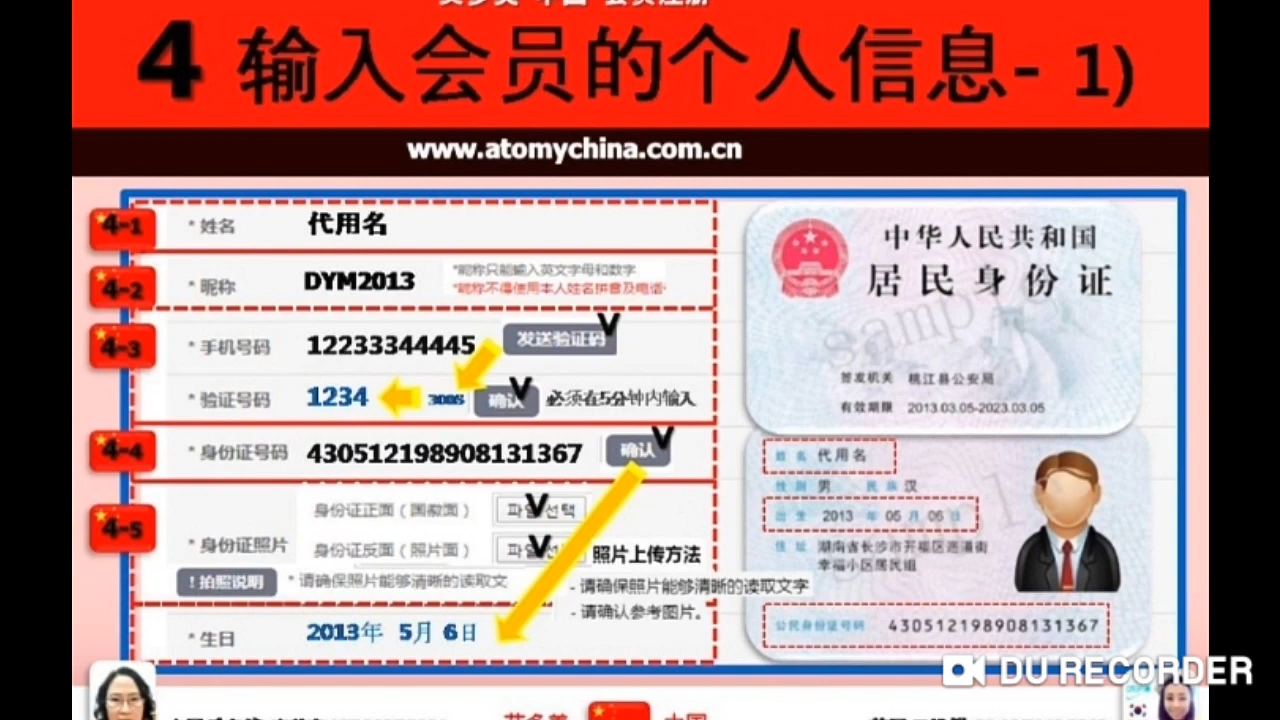 4 输入会员的个人信息- 1)
www.atomychina.com.cn
4-1 *姓名 代用名
4-2 *昵称 DYM2013 *昵称只能输入英文字母和数字
*昵称不得使用本人姓名拼音及电话·
4-3 *手机号码 12233344445 发送验证码 V
*验证号码 1234 3005 确认 V 必须在5分钟内输入
4-4 *身份证号码 430512198908131367 确认 V
4-5 *身份证照片 身份证正面(国徽面) 파일 선택 V
身份证反面(照片面) V
照片上传方法
!拍照说明 *请确保照片能够清晰的读取文
- 请确保照片能够清晰的读取文字
- 请确认参考图片。
*生日 2013年 5月 6日
中华人民共和国
居民身份证
sample
签发机关 桃江县公安局
有效期限 2013.03.05-2023.03.05
姓名 代用名
性别 男 民族 汉
出生 2013 年 05 月 06 日
住址 湖南省长沙市开福区巡道街
幸福小区居民组
公民身份证号码 430512198908131367
DU RECORDER